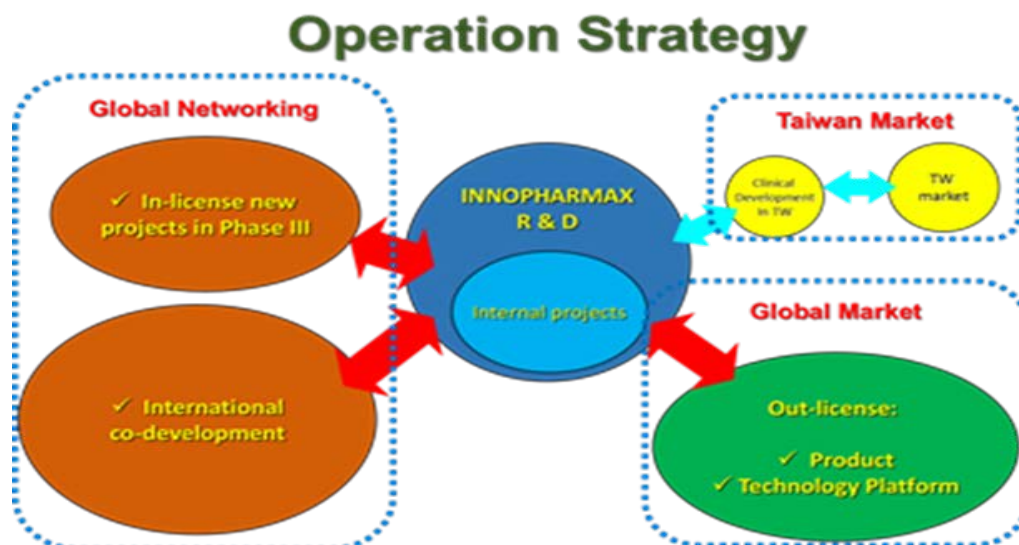 Operation Strategy
Global Networking
✓ In-license new
projects in Phase III
✓ International
co-development
INNOPHARMAX
R & D
Internal projects
Taiwan Market
Clinical
Development
in TW
TW
market
Global Market
Out-license:
✓ Product
✓ Technology Platform